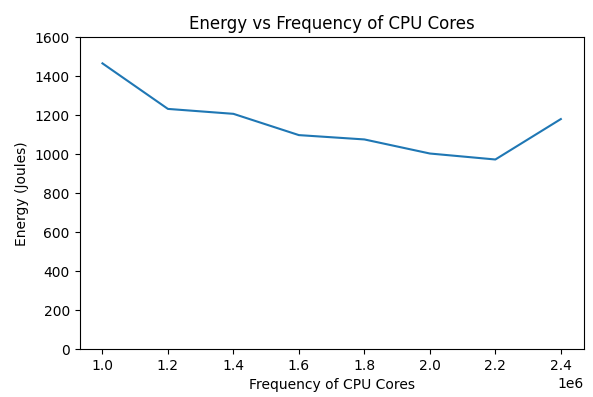 Energy vs Frequency of CPU Cores
Energy (Joules)
1600
1400
1200
1000
800
600
400
200
0
1.0 1.2 1.4 1.6 1.8 2.0 2.2 2.4
1e6
Frequency of CPU Cores